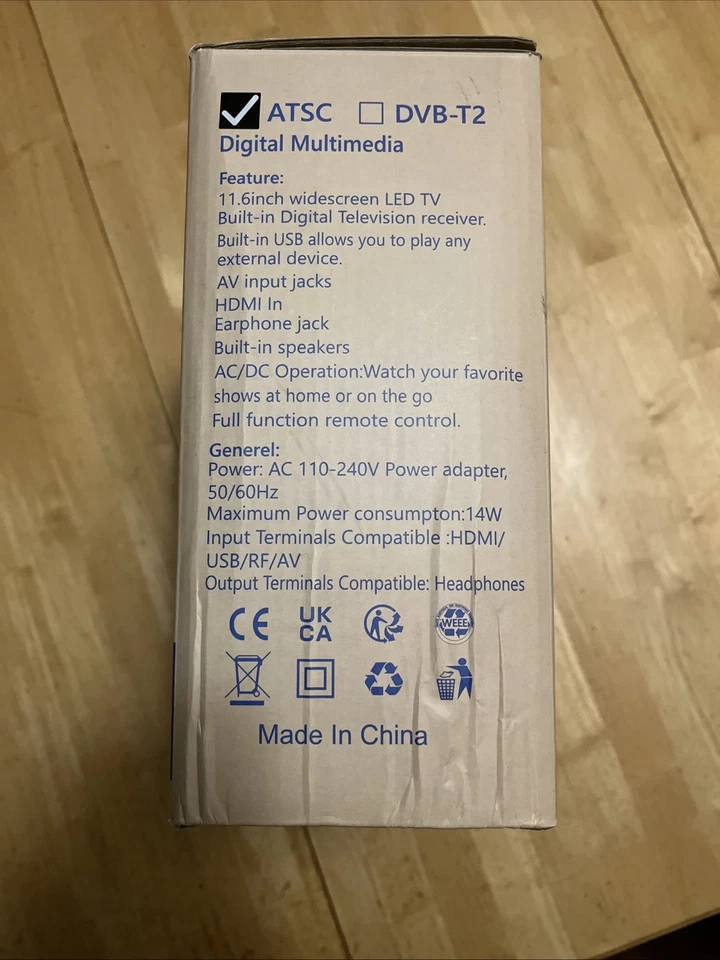 ATSC DVB-T2
Digital Multimedia
Feature:
11.6inch widescreen LED TV
Built-in Digital Television receiver.
Built-in USB allows you to play any
external device.
AV input jacks
HDMI In
Earphone jack
Built-in speakers
AC/DC Operation:Watch your favorite
shows at home or on the go
Full function remote control.
Generel:
Power: AC 110-240V Power adapter,
50/60Hz
Maximum Power consumpton:14W
Input Terminals Compatible :HDMI/
USB/RF/AV
Output Terminals Compatible: Headphones
CE
UK
CA
WEEE
Made In China